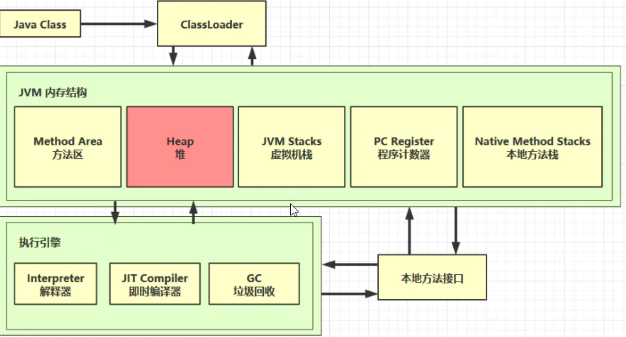 Java Class
ClassLoader
JVM 内存结构
Method Area
方法区
Heap
堆
JVM Stacks
虚拟机栈
PC Register
程序计数器
Native Method Stacks
本地方法栈
执行引擎
Interpreter
解释器
JIT Compiler
即时编译器
GC
垃圾回收
本地方法接口